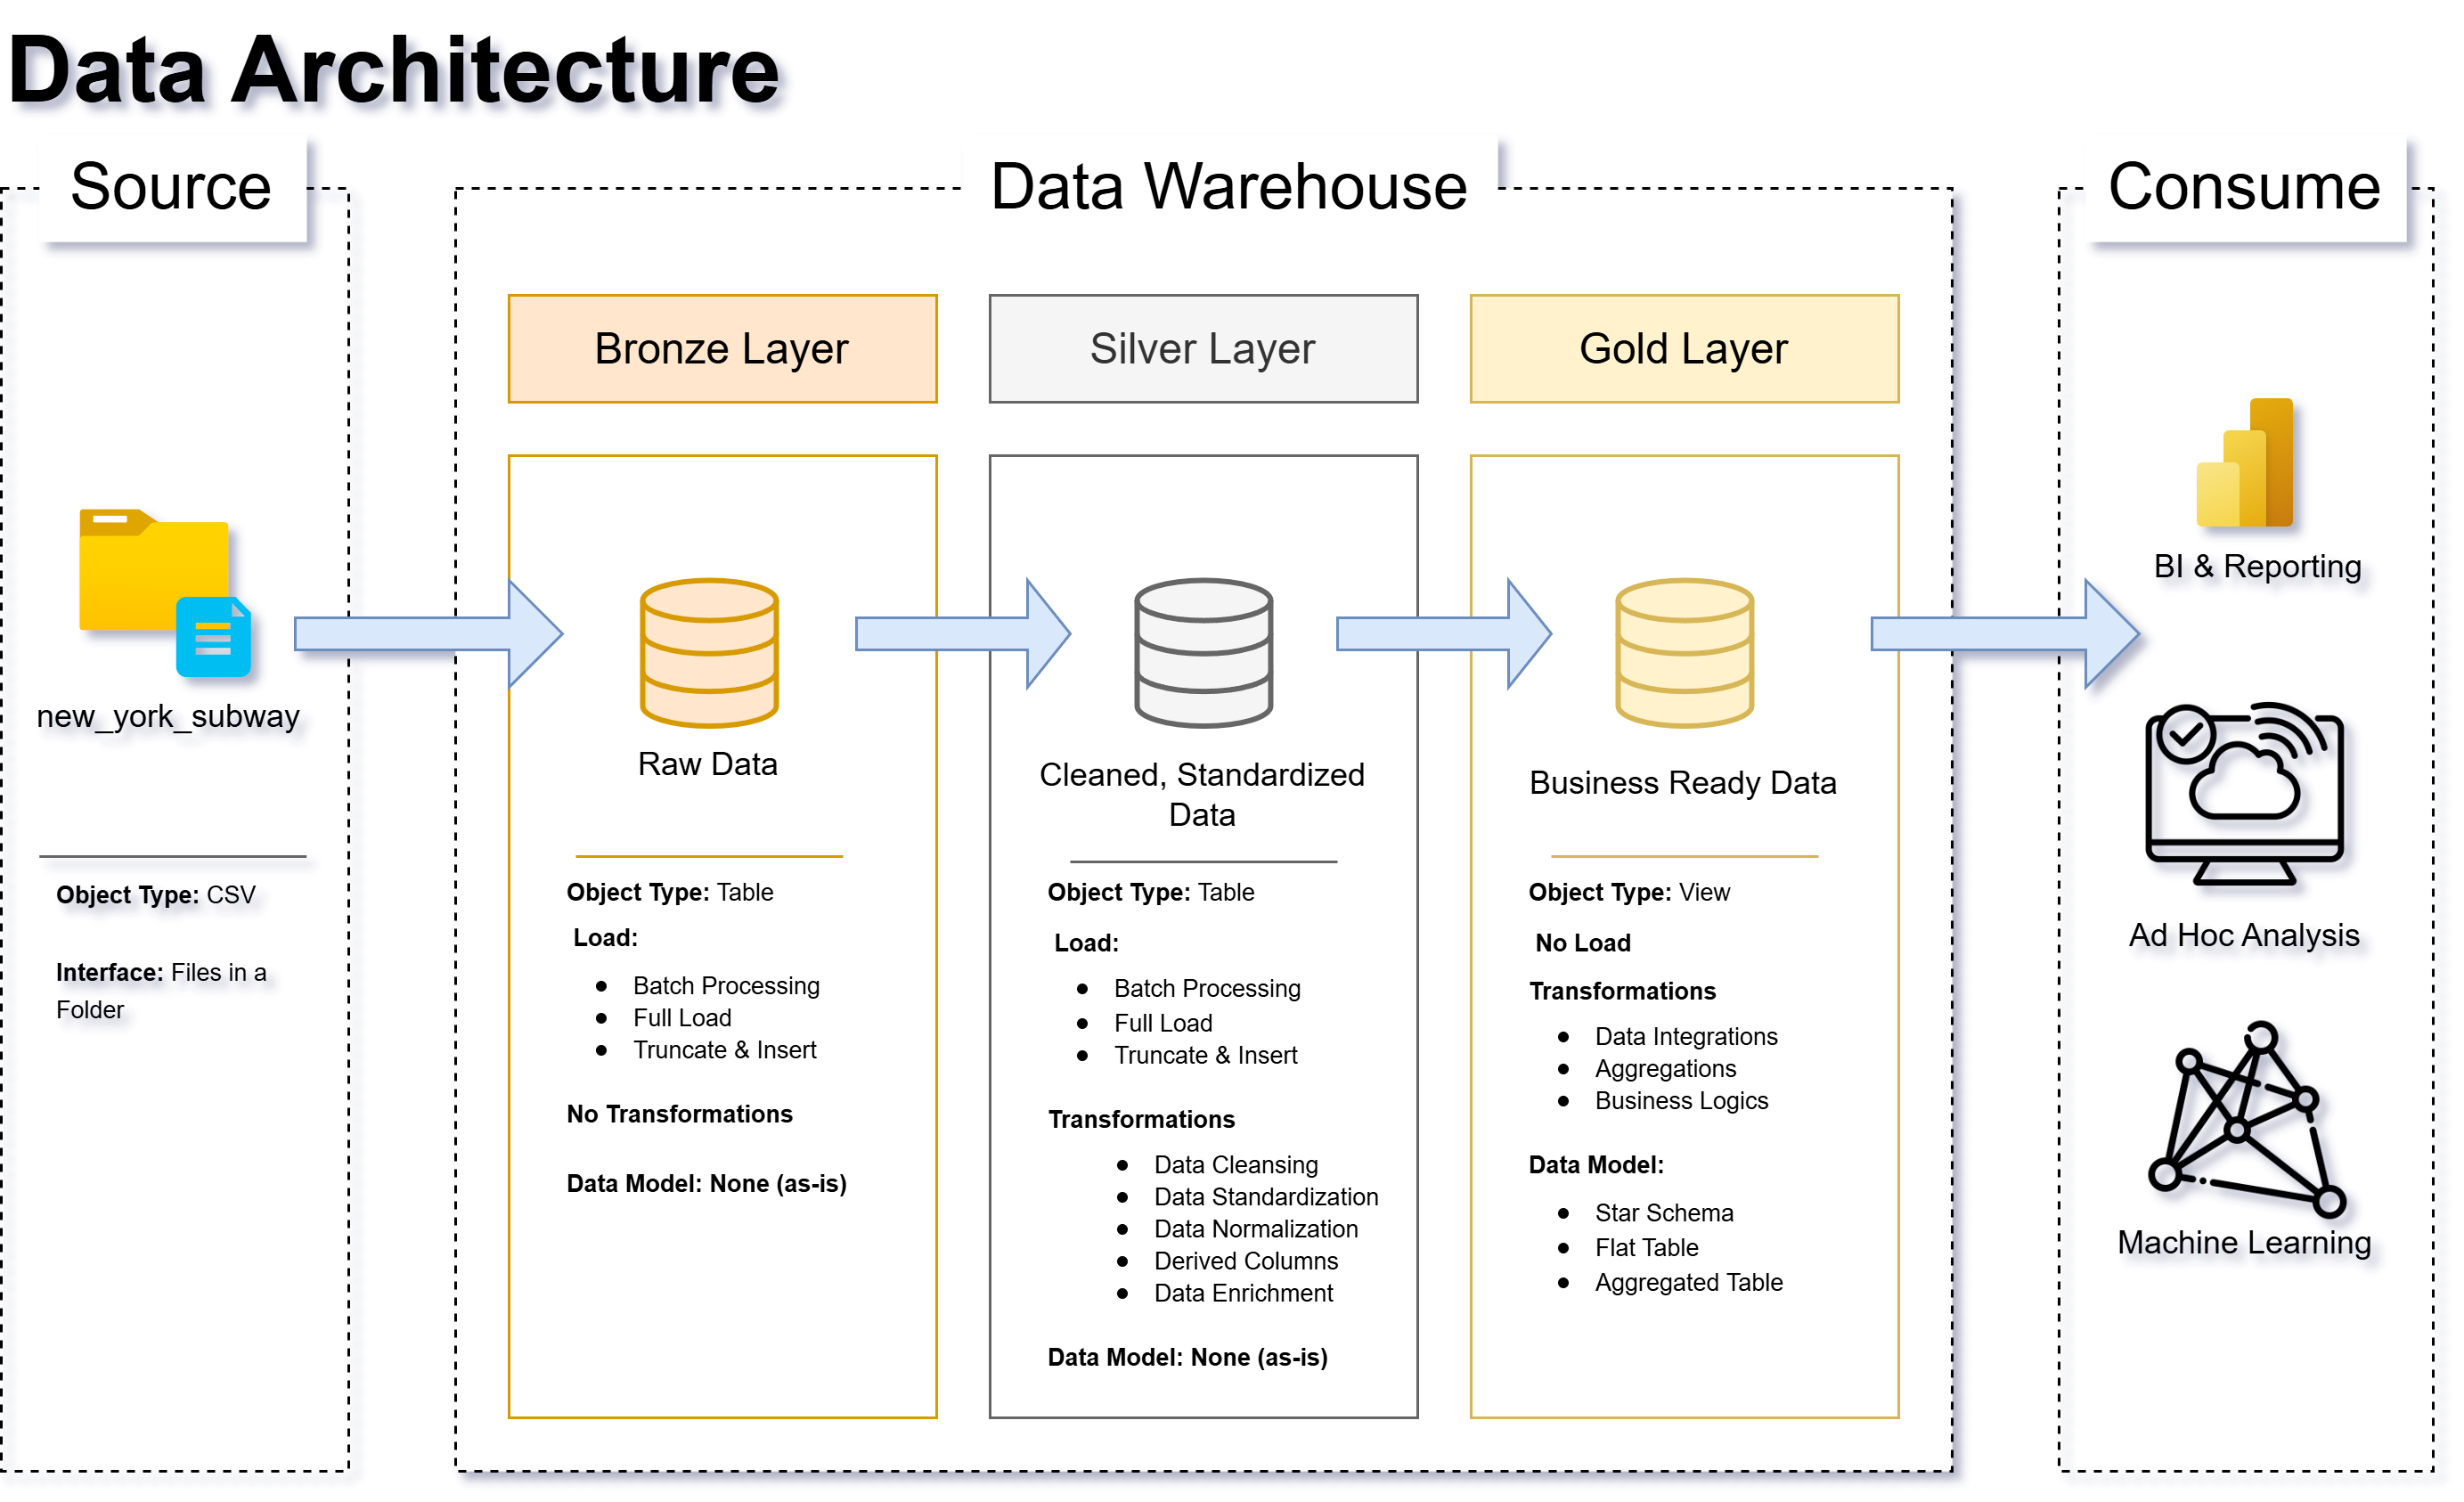 Data Architecture
Source
Data Warehouse
Consume
new_york_subway
Object Type: CSV
Interface: Files in a
Folder
Bronze Layer
Raw Data
Object Type: Table
Load:
● Batch Processing
● Full Load
● Truncate & Insert
No Transformations
Data Model: None (as-is)
Silver Layer
Cleaned, Standardized
Data
Object Type: Table
Load:
● Batch Processing
● Full Load
● Truncate & Insert
Transformations
● Data Cleansing
● Data Standardization
● Data Normalization
● Derived Columns
● Data Enrichment
Data Model: None (as-is)
Gold Layer
Business Ready Data
Object Type: View
No Load
Transformations
● Data Integrations
● Aggregations
● Business Logics
Data Model:
● Star Schema
● Flat Table
● Aggregated Table
BI & Reporting
Ad Hoc Analysis
Machine Learning